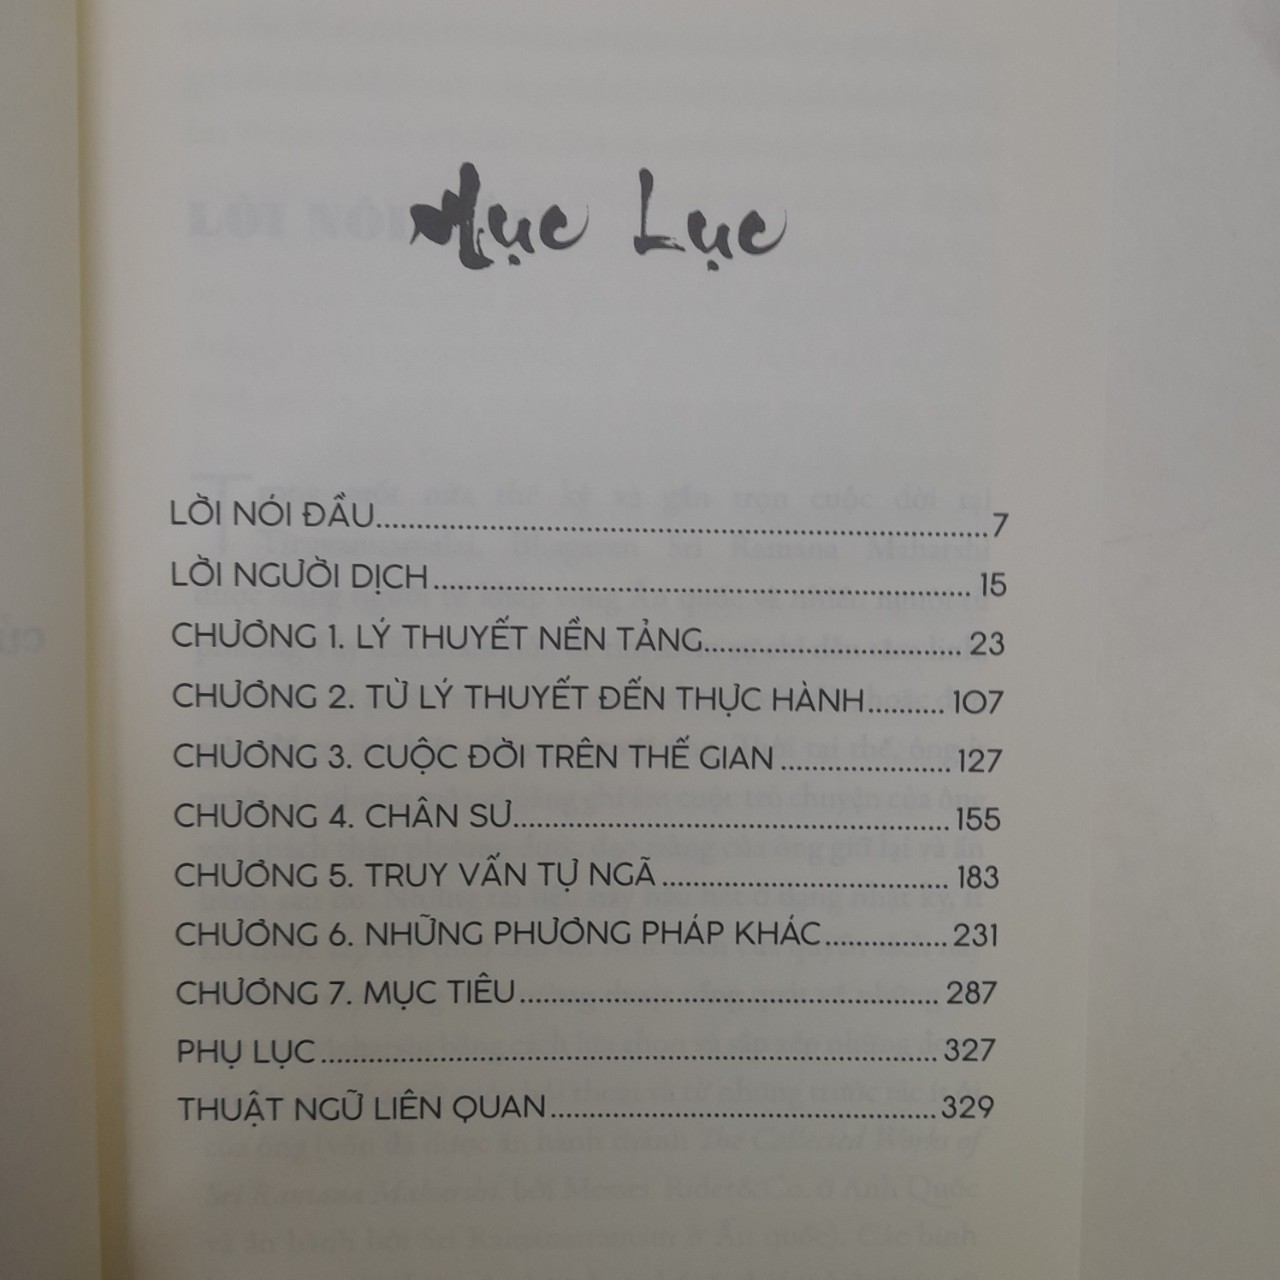 Mục Lục
LỜI NÓI ĐẦU..........7
LỜI NGƯỜI DỊCH.......... 15
CHƯƠNG 1. LÝ THUYẾT NỀN TẢNG.......... 23
CHƯƠNG 2. TỪ LÝ THUYẾT ĐẾN THỰC HÀNH.......... 107
CHƯƠNG 3. CUỘC ĐỜI TRÊN THẾ GIAN ..........127
CHƯƠNG 4. CHÂN SƯ.......... 155
CHƯƠNG 5. TRUY VẤN TỰ NGÃ .......... 183
CHƯƠNG 6. NHỮNG PHƯƠNG PHÁP KHÁC.......... 231
CHƯƠNG 7. MỤC TIÊU.......... 287
PHỤ LỤC.......... 327
THUẬT NGỮ LIÊN QUAN.......... 329